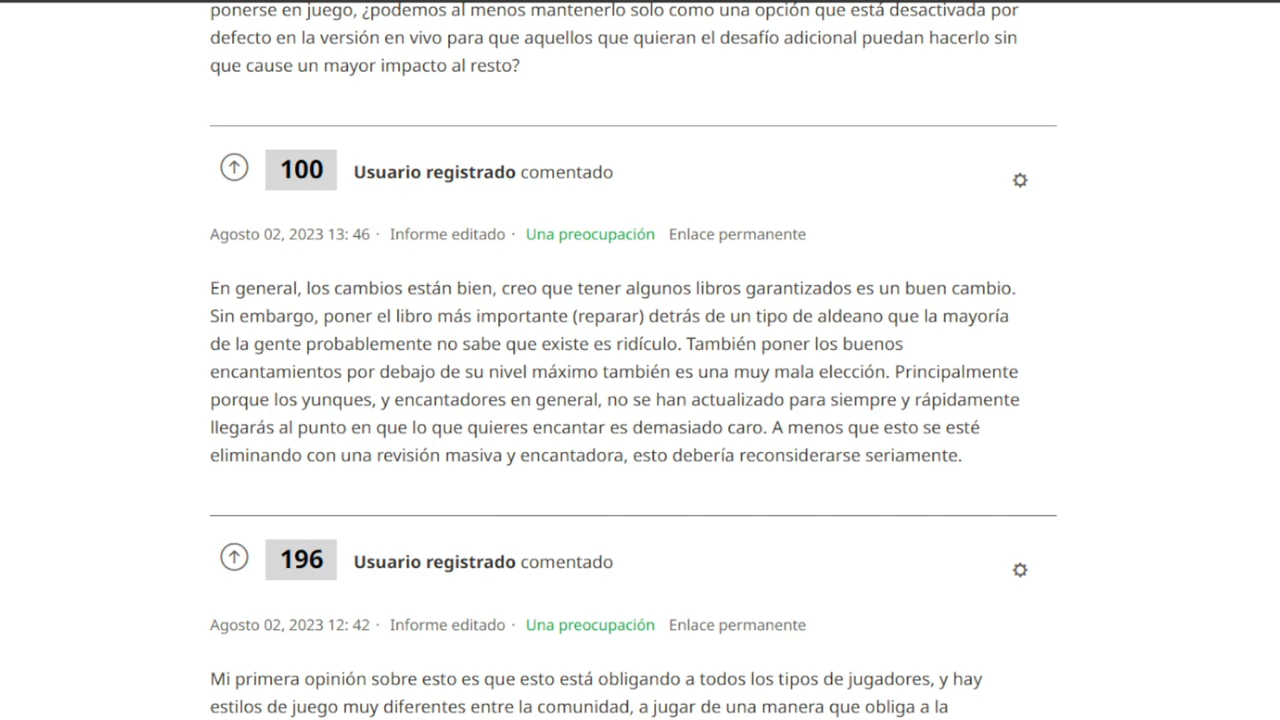 ponerse en juego, ¿podemos al menos mantenerlo solo como una opción que está desactivada por
defecto en la versión en vivo para que aquellos que quieran el desafío adicional puedan hacerlo sin
que cause un mayor impacto al resto?
100 Usuario registrado comentado
Agosto 02, 2023 13: 46 · Informe editado · Una preocupación Enlace permanente
En general, los cambios están bien, creo que tener algunos libros garantizados es un buen cambio.
Sin embargo, poner el libro más importante (reparar) detrás de un tipo de aldeano que la mayoría
de la gente probablemente no sabe que existe es ridículo. También poner los buenos
encantamientos por debajo de su nivel máximo también es una muy mala elección. Principalmente
porque los yunques, y encantadores en general, no se han actualizado para siempre y rápidamente
llegarás al punto en que lo que quieres encantar es demasiado caro. A menos que esto se esté
eliminando con una revisión masiva y encantadora, esto debería reconsiderarse seriamente.
196 Usuario registrado comentado
Agosto 02, 2023 12: 42 · Informe editado · Una preocupación Enlace permanente
Mi primera opinión sobre esto es que esto está obligando a todos los tipos de jugadores, y hay
estilos de juego muy diferentes entre la comunidad, a jugar de una manera que obliga a la